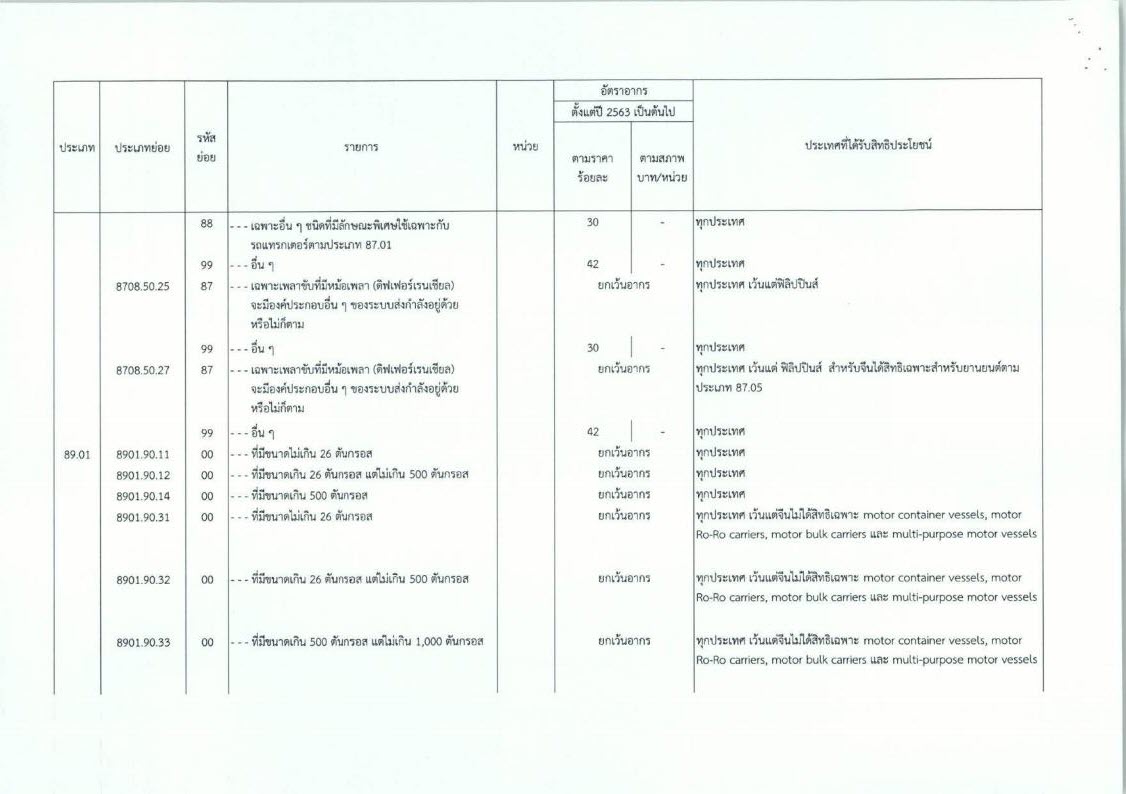 อัตราอากร
ตั้งแต่ปี 2563 เป็นต้นไป
ประเภท ประเภทย่อย รหัสย่อย รายการ หน่วย ตามราคา ร้อยละ ตามสภาพ บาท/หน่วย ประเทศที่ได้รับสิทธิประโยชน์
88 - - - เฉพาะอื่น ๆ ชนิดที่มีลักษณะพิเศษใช้เฉพาะกับ 30 - ทุกประเทศ
รถแทรกเตอร์ตามประเภท 87.01
99 - - - อื่น ๆ 42 - ทุกประเทศ
8708.50.25 87 - - - เฉพาะเพลาขับที่มีหม้อเพลา (ดิฟเฟอร์เรนเชียล) ยกเว้นอากร ทุกประเทศ เว้นแต่ฟิลิปปินส์
จะมีองค์ประกอบอื่น ๆ ของระบบส่งกำลังอยู่ด้วย
หรือไม่ก็ตาม
99 - - - อื่น ๆ 30 - ทุกประเทศ
8708.50.27 87 - - - เฉพาะเพลาขับที่มีหม้อเพลา (ดิฟเฟอร์เรนเชียล) ยกเว้นอากร ทุกประเทศ เว้นแต่ ฟิลิปปินส์ สำหรับจีนได้สิทธิเฉพาะสำหรับยานยนต์ตาม
จะมีองค์ประกอบอื่น ๆ ของระบบส่งกำลังอยู่ด้วย ประเภท 87.05
หรือไม่ก็ตาม
99 - - - อื่น ๆ 42 - ทุกประเทศ
89.01 8901.90.11 00 - - - ที่มีขนาดไม่เกิน 26 ตันกรอส ยกเว้นอากร ทุกประเทศ
8901.90.12 00 - - - ที่มีขนาดเกิน 26 ตันกรอส แต่ไม่เกิน 500 ตันกรอส ยกเว้นอากร ทุกประเทศ
8901.90.14 00 - - - ที่มีขนาดเกิน 500 ตันกรอส ยกเว้นอากร ทุกประเทศ
8901.90.31 00 - - - ที่มีขนาดไม่เกิน 26 ตันกรอส ยกเว้นอากร ทุกประเทศ เว้นแต่จีนไม่ได้สิทธิเฉพาะ motor container vessels, motor
Ro-Ro carriers, motor bulk carriers และ multi-purpose motor vessels
8901.90.32 00 - - - ที่มีขนาดเกิน 26 ตันกรอส แต่ไม่เกิน 500 ตันกรอส ยกเว้นอากร ทุกประเทศ เว้นแต่จีนไม่ได้สิทธิเฉพาะ motor container vessels, motor
Ro-Ro carriers, motor bulk carriers และ multi-purpose motor vessels
8901.90.33 00 - - - ที่มีขนาดเกิน 500 ตันกรอส แต่ไม่เกิน 1,000 ตันกรอส ยกเว้นอากร ทุกประเทศ เว้นแต่จีนไม่ได้สิทธิเฉพาะ motor container vessels, motor
Ro-Ro carriers, motor bulk carriers และ multi-purpose motor vessels